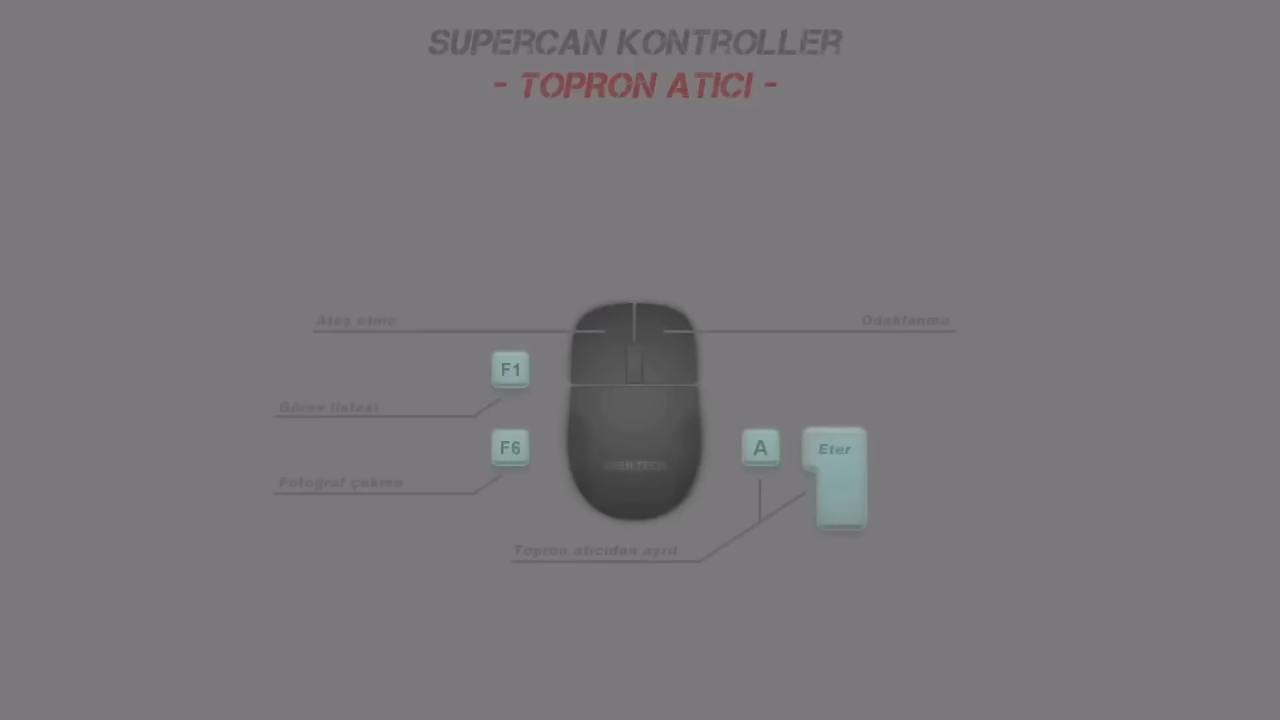 SUPERCAN KONTROLLER
- TOPRON ATICI -
Ateş etme
Odaklanma
F1
Görev listesi
F6
A
Eter
Fotoğraf çekme
Topron atıcıdan ayrıl